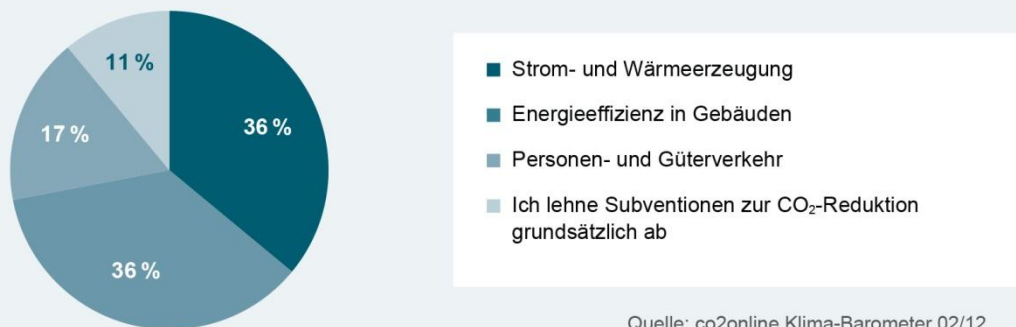 11 %
36 %
17 %
36 %
Strom- und Wärmeerzeugung
Energieeffizienz in Gebäuden
Personen- und Güterverkehr
Ich lehne Subventionen zur CO₂-Reduktion
grundsätzlich ab
Quelle: co2online Klima-Barometer 02/12